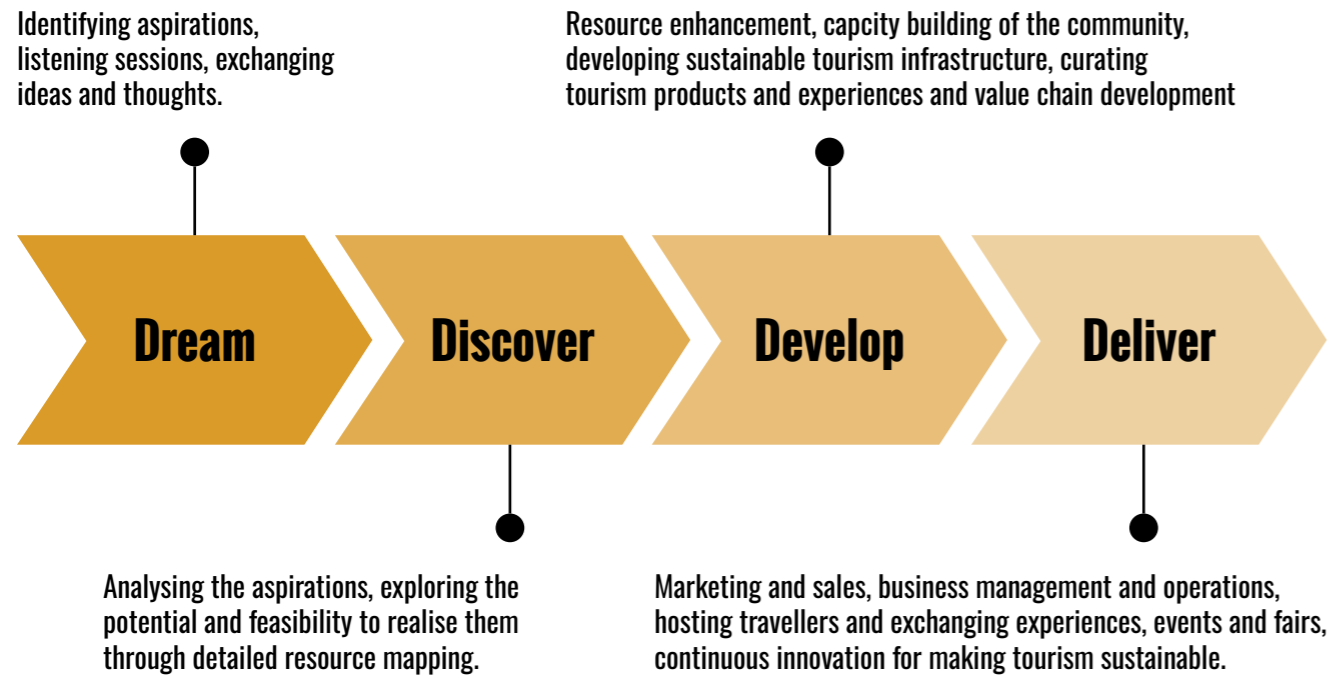 Identifying aspirations,
listening sessions, exchanging
ideas and thoughts.
Resource enhancement, capcity building of the community,
developing sustainable tourism infrastructure, curating
tourism products and experiences and value chain development
Dream
Discover
Develop
Deliver
Analysing the aspirations, exploring the
potential and feasibility to realise them
through detailed resource mapping.
Marketing and sales, business management and operations,
hosting travellers and exchanging experiences, events and fairs,
continuous innovation for making tourism sustainable.